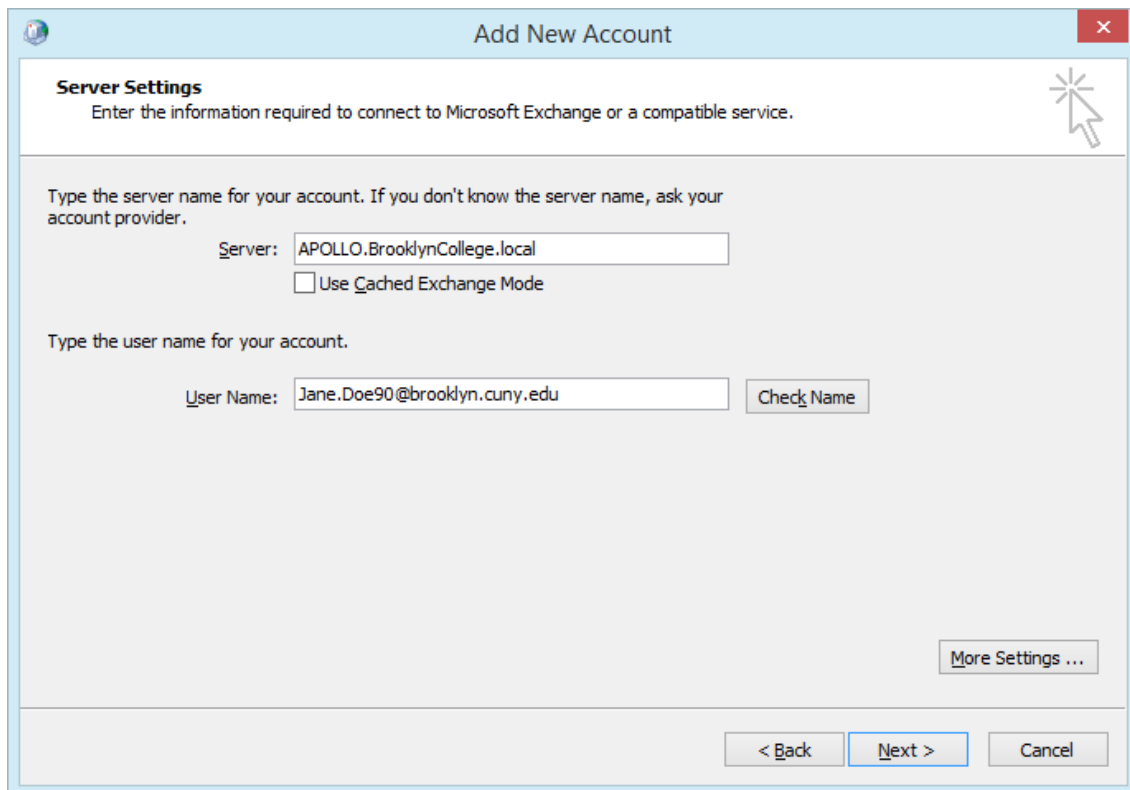 Add New Account
Server Settings
Enter the information required to connect to Microsoft Exchange or a compatible service.
Type the server name for your account. If you don't know the server name, ask your
account provider.
Server: APOLLO.BrooklynCollege.local
Use Cached Exchange Mode
Type the user name for your account.
User Name: Jane.Doe90@brooklyn.cuny.edu Check Name
More Settings ...
< Back Next > Cancel